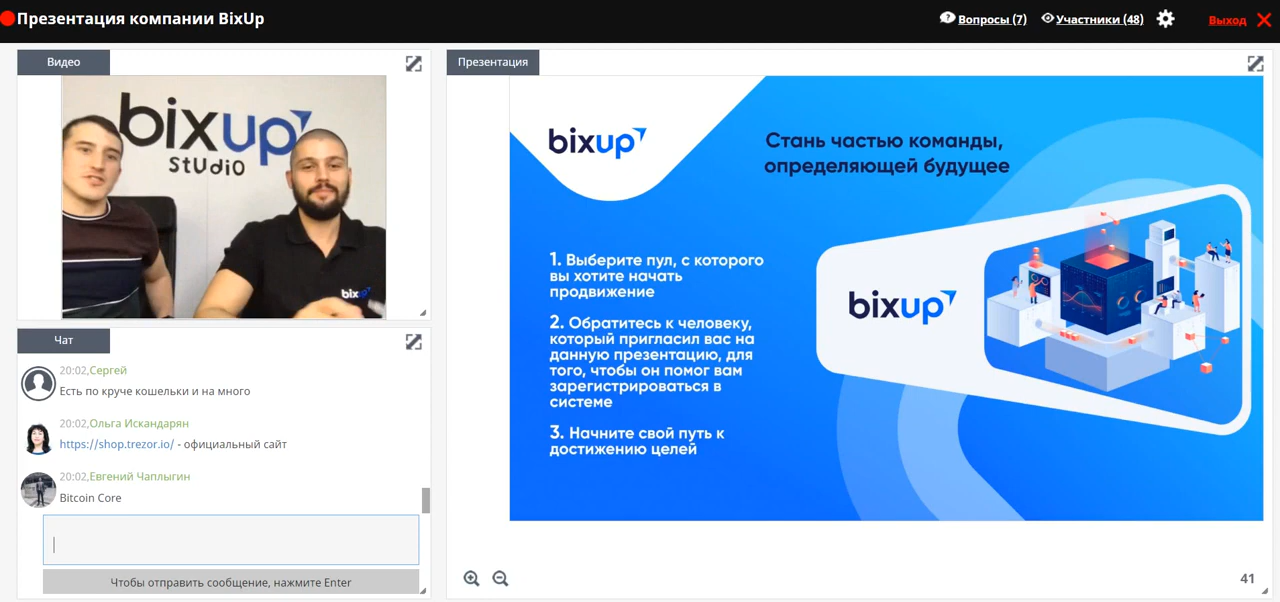 Презентация компании BixUp
Вопросы (7)
Участники (48)
Выход
Видео
bixup
StUdiO
bixup
Чат
20:02,Сергей
Есть по круче кошельки и на много
20:02,Ольга Искандарян
https://shop.trezor.io/ - официальный сайт
20:02,Евгений Чаплыгин
Bitcoin Core
Чтобы отправить сообщение, нажмите Enter
Презентация
bixup
Стань частью команды,
определяющей будущее
1. Выберите пул, с которого
вы хотите начать
продвижение
2. Обратитесь к человеку,
который пригласил вас на
данную презентацию, для
того, чтобы он помог вам
зарегистрироваться в
системе
3. Начните свой путь к
достижению целей
bixup
41